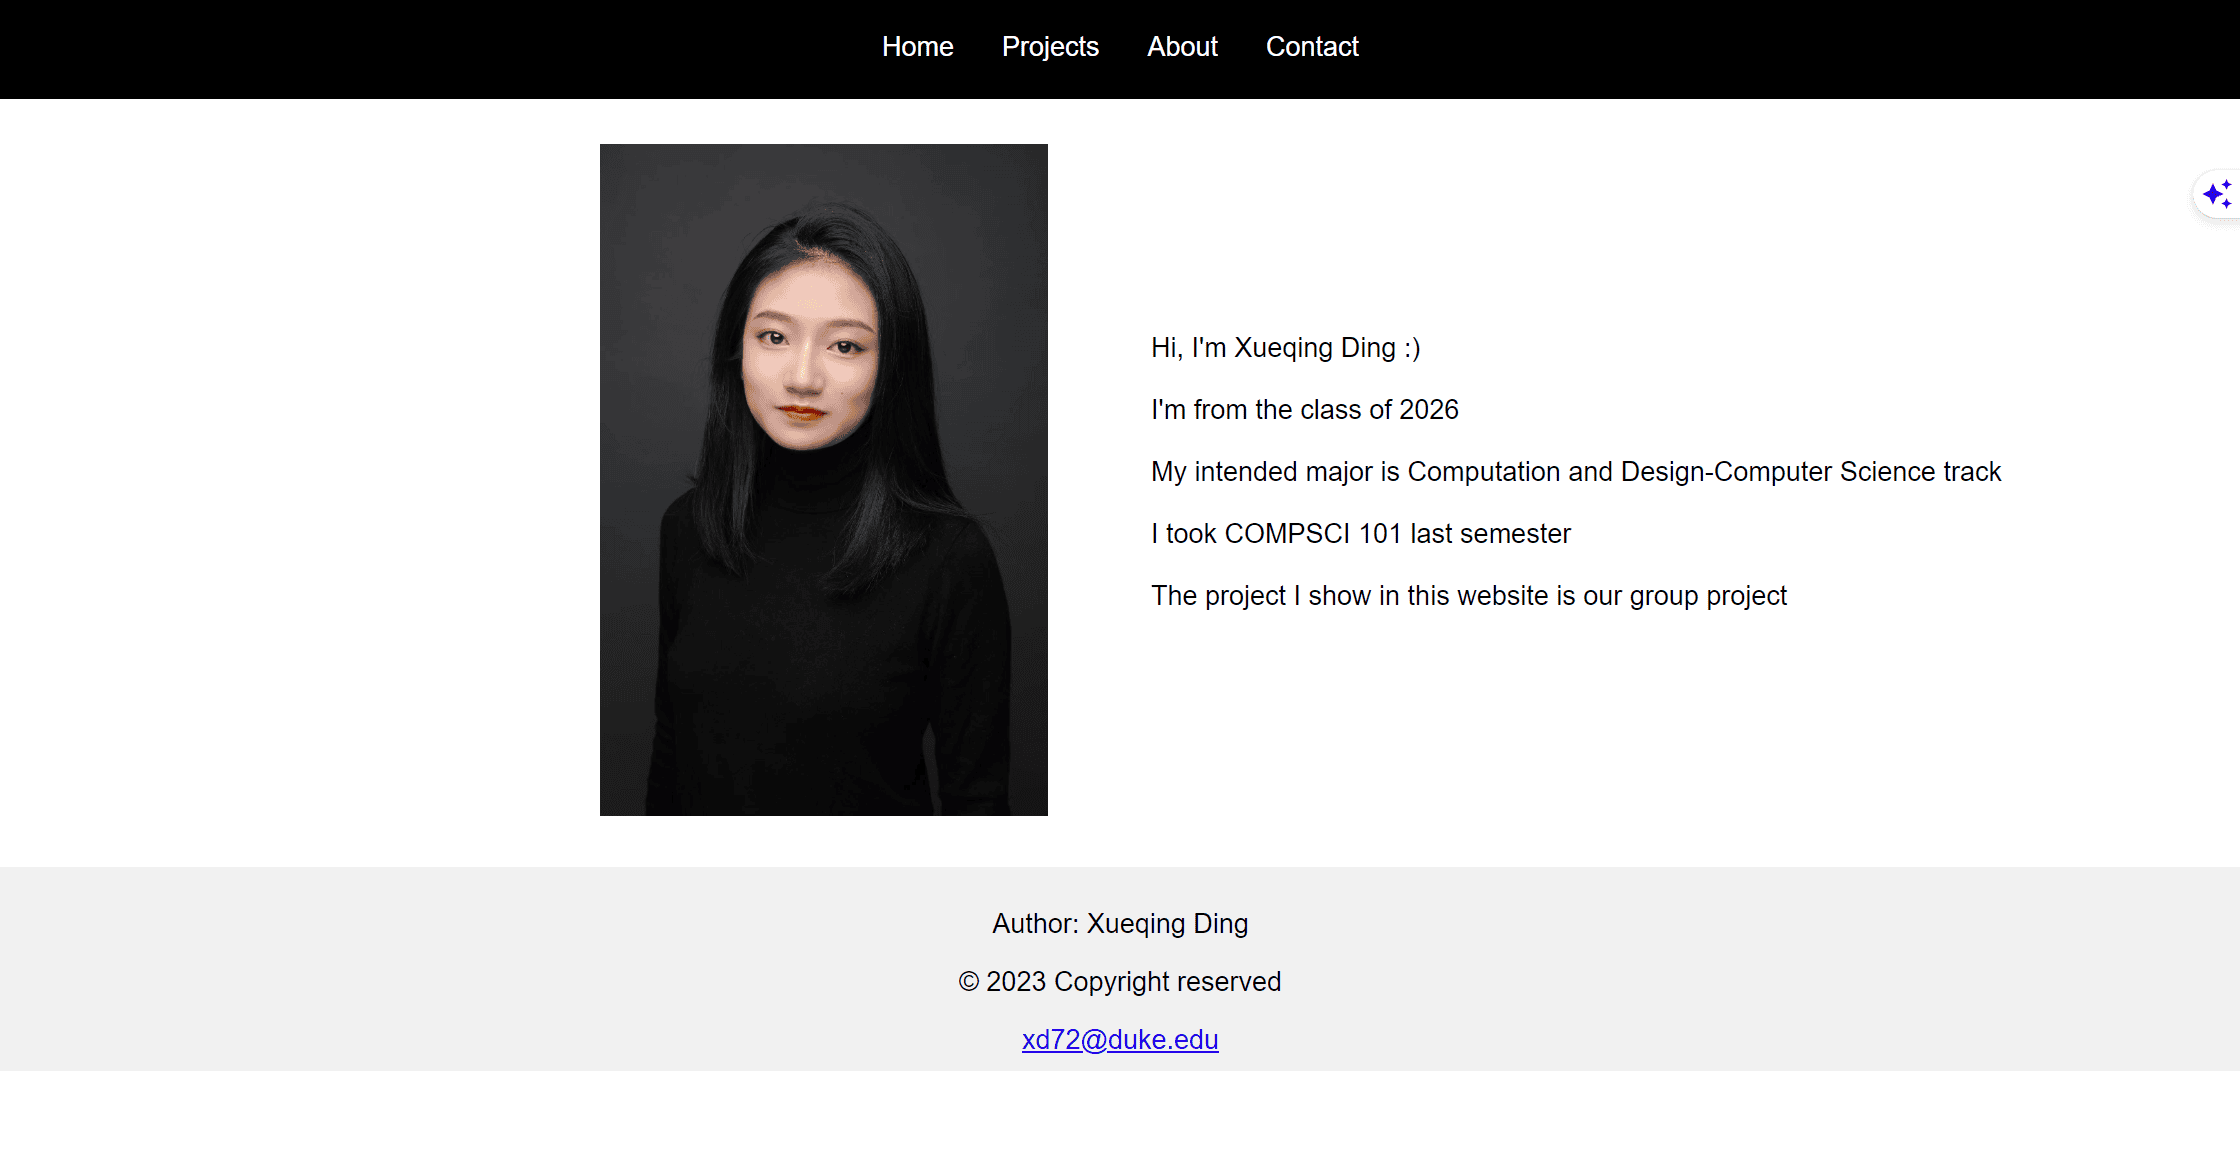 Home Projects About Contact
Hi, I'm Xueqing Ding :)
I'm from the class of 2026
My intended major is Computation and Design-Computer Science track
I took COMPSCI 101 last semester
The project I show in this website is our group project
Author: Xueqing Ding
© 2023 Copyright reserved
xd72@duke.edu